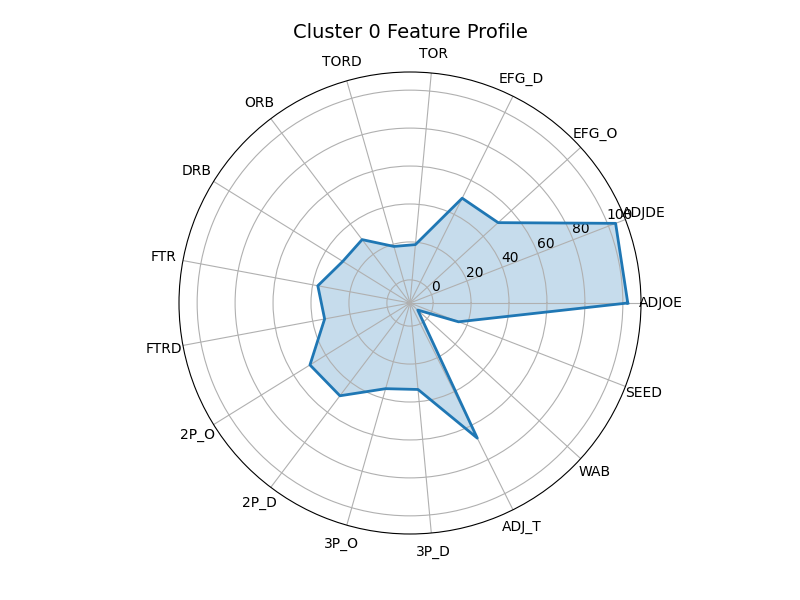 Cluster 0 Feature Profile
TOR
TORD
EFG_D
ORB
EFG_O
DRB
100
ADJDE
80
FTR
60
40
20
0
ADJOE
FTRD
SEED
2P_O
WAB
2P_D
ADJ_T
3P_O
3P_D